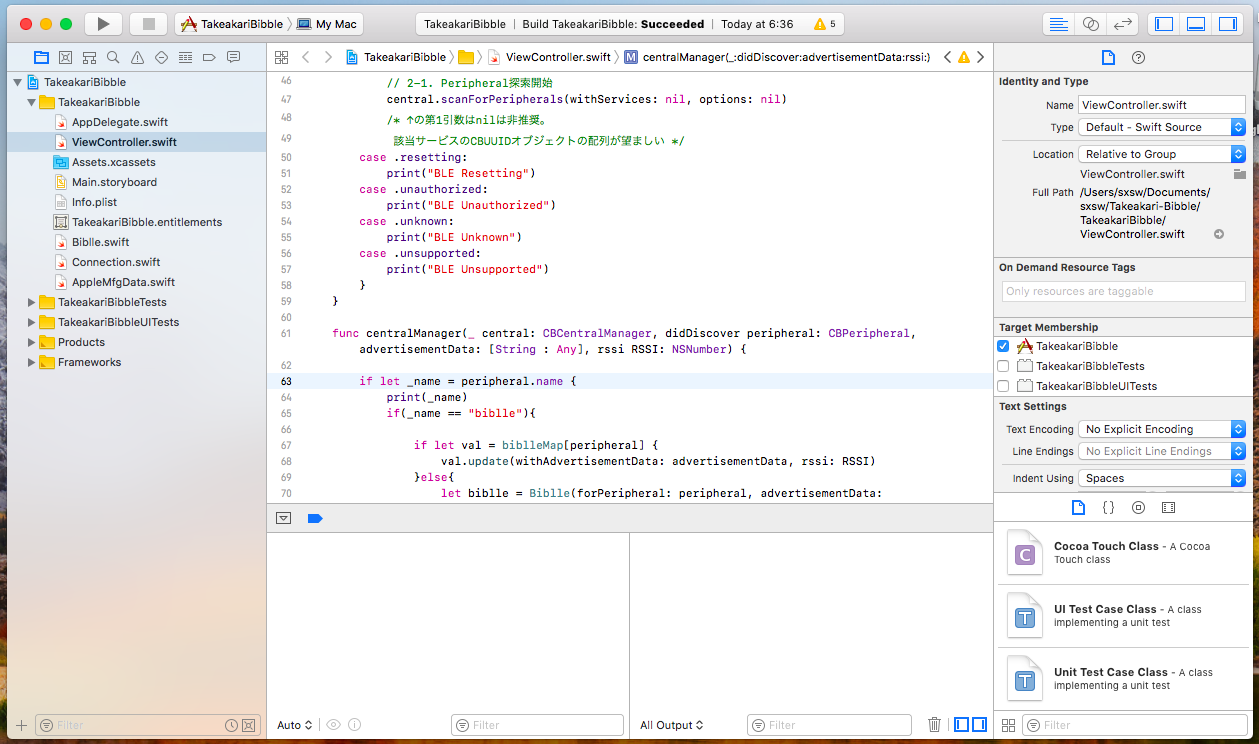 TakeakariBibble
My Mac
TakeakariBibble | Build TakeakariBibble: Succeeded | Today at 6:36
5
TakeakariBibble
TakeakariBibble
AppDelegate.swift
ViewController.swift
Assets.xcassets
Main.storyboard
Info.plist
TakeakariBibble.entitlements
Biblle.swift
Connection.swift
AppleMfgData.swift
TakeakariBibbleTests
TakeakariBibbleUITests
Products
Frameworks
Filter
TakeakariBibble
ViewController.swift
M centralManager(_:didDiscover:advertisementData:rssi:)
46 // 2-1. Peripheral探索開始
47 central.scanForPeripherals(withServices: nil, options: nil)
48 /* ↑の第1引数はnilは非推奨。
49 該当サービスのCBUUIDオブジェクトの配列が望ましい */
50 case .resetting:
51 print("BLE Resetting")
52 case .unauthorized:
53 print("BLE Unauthorized")
54 case .unknown:
55 print("BLE Unknown")
56 case .unsupported:
57 print("BLE Unsupported")
58 }
59 }
60
61 func centralManager(_ central: CBCentralManager, didDiscover peripheral: CBPeripheral,
advertisementData: [String : Any], rssi RSSI: NSNumber) {
62
63 if let _name = peripheral.name {
64 print(_name)
65 if(_name == "biblle"){
66
67 if let val = biblleMap[peripheral] {
68 val.update(withAdvertisementData: advertisementData, rssi: RSSI)
69 }else{
70 let biblle = Biblle(forPeripheral: peripheral, advertisementData:
Auto
Filter
All Output
Filter
Identity and Type
Name ViewController.swift
Type Default - Swift Source
Location Relative to Group
ViewController.swift
Full Path /Users/sxsw/Documents/
sxsw/Takeakari-Bibble/
TakeakariBibble/
ViewController.swift
On Demand Resource Tags
Only resources are taggable
Target Membership
TakeakariBibble
TakeakariBibbleTests
TakeakariBibbleUITests
Text Settings
Text Encoding No Explicit Encoding
Line Endings No Explicit Line Endings
Indent Using Spaces
{}
C
Cocoa Touch Class - A Cocoa
Touch class
T
UI Test Case Class - A class
implementing a unit test
T
Unit Test Case Class - A class
implementing a unit test
Filter